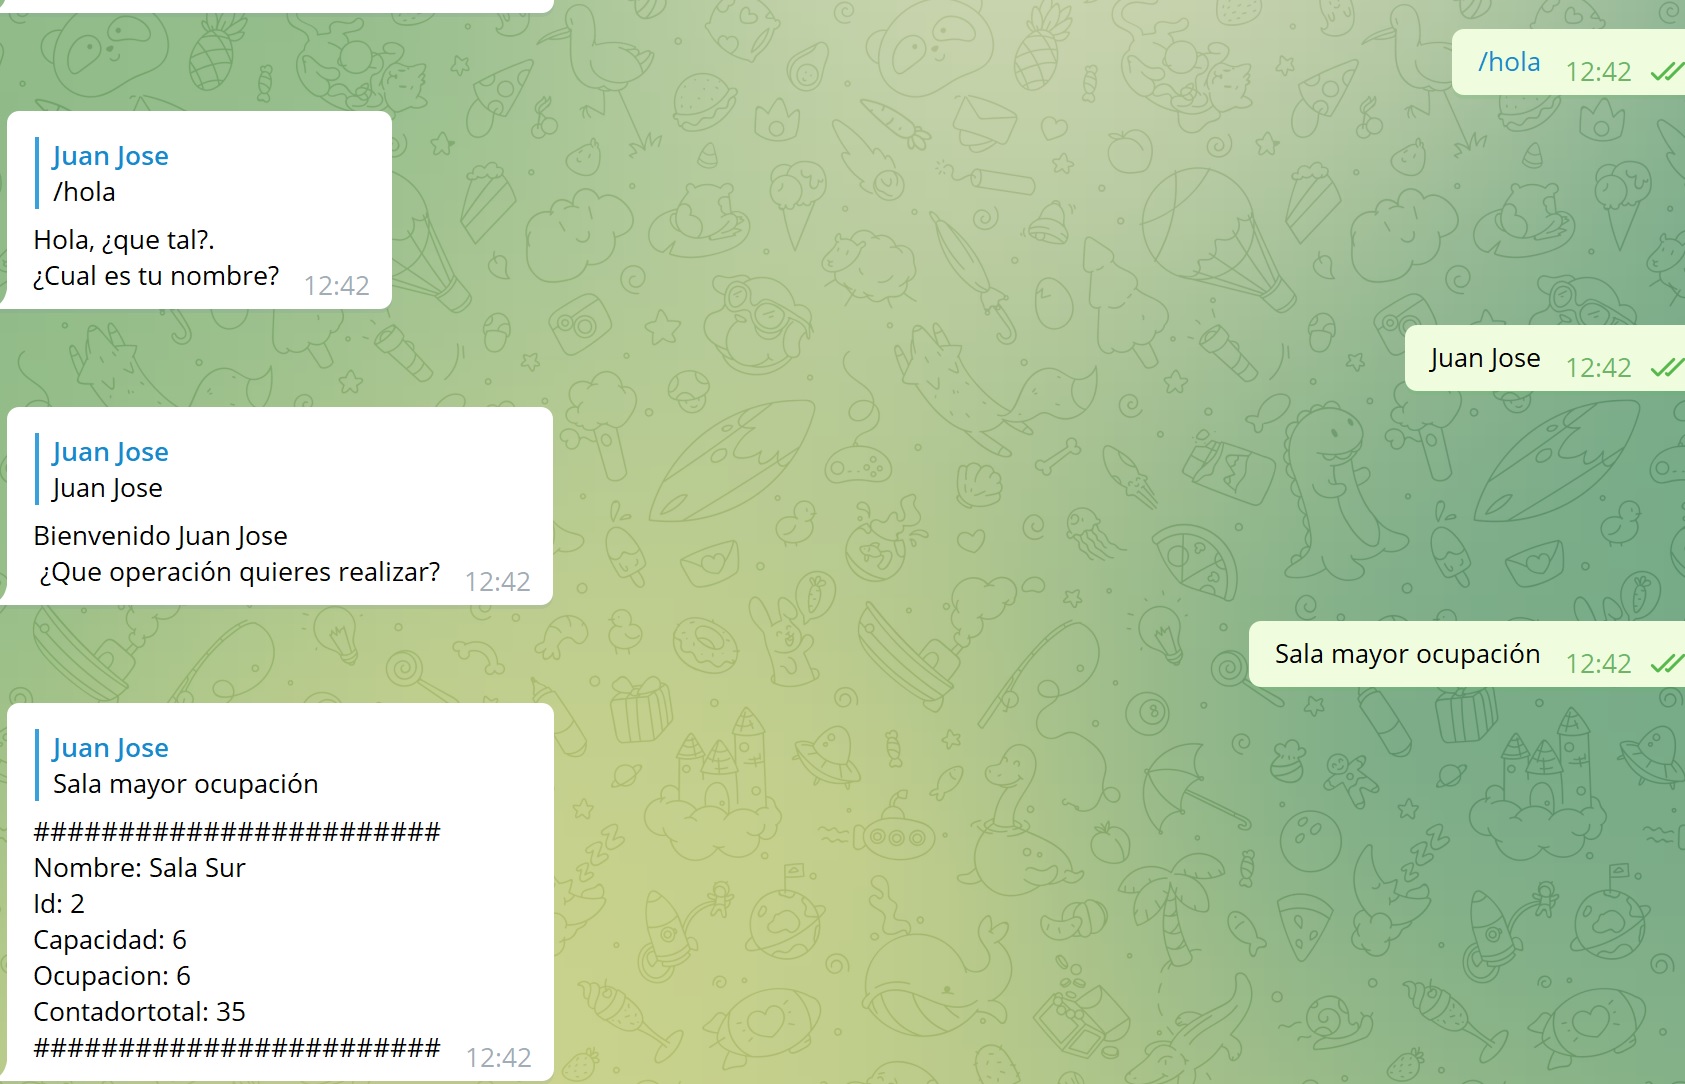 /hola 12:42
Juan Jose
/hola
Hola, ¿que tal?.
¿Cual es tu nombre? 12:42
Juan Jose 12:42
Juan Jose
Juan Jose
Bienvenido Juan Jose
¿Que operación quieres realizar? 12:42
Sala mayor ocupación 12:42
Juan Jose
Sala mayor ocupación
########################
Nombre: Sala Sur
Id: 2
Capacidad: 6
Ocupacion: 6
Contadortotal: 35
######################## 12:42